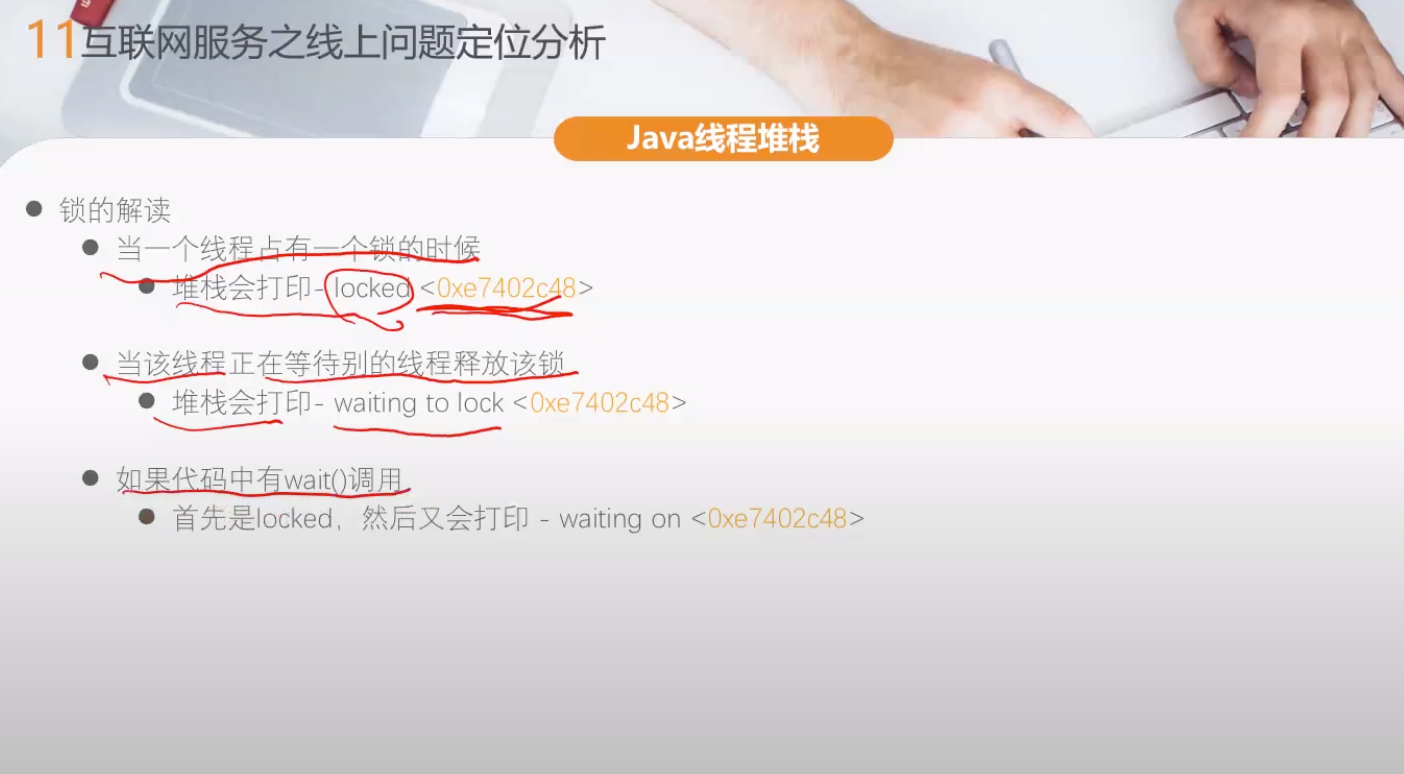 11互联网服务之线上问题定位分析
Java线程堆栈
锁的解读
当一个线程占有一个锁的时候
堆栈会打印- locked <0xe7402c48>
当该线程正在等待别的线程释放该锁
堆栈会打印- waiting to lock <0xe7402c48>
如果代码中有wait()调用
首先是locked，然后又会打印 - waiting on <0xe7402c48>